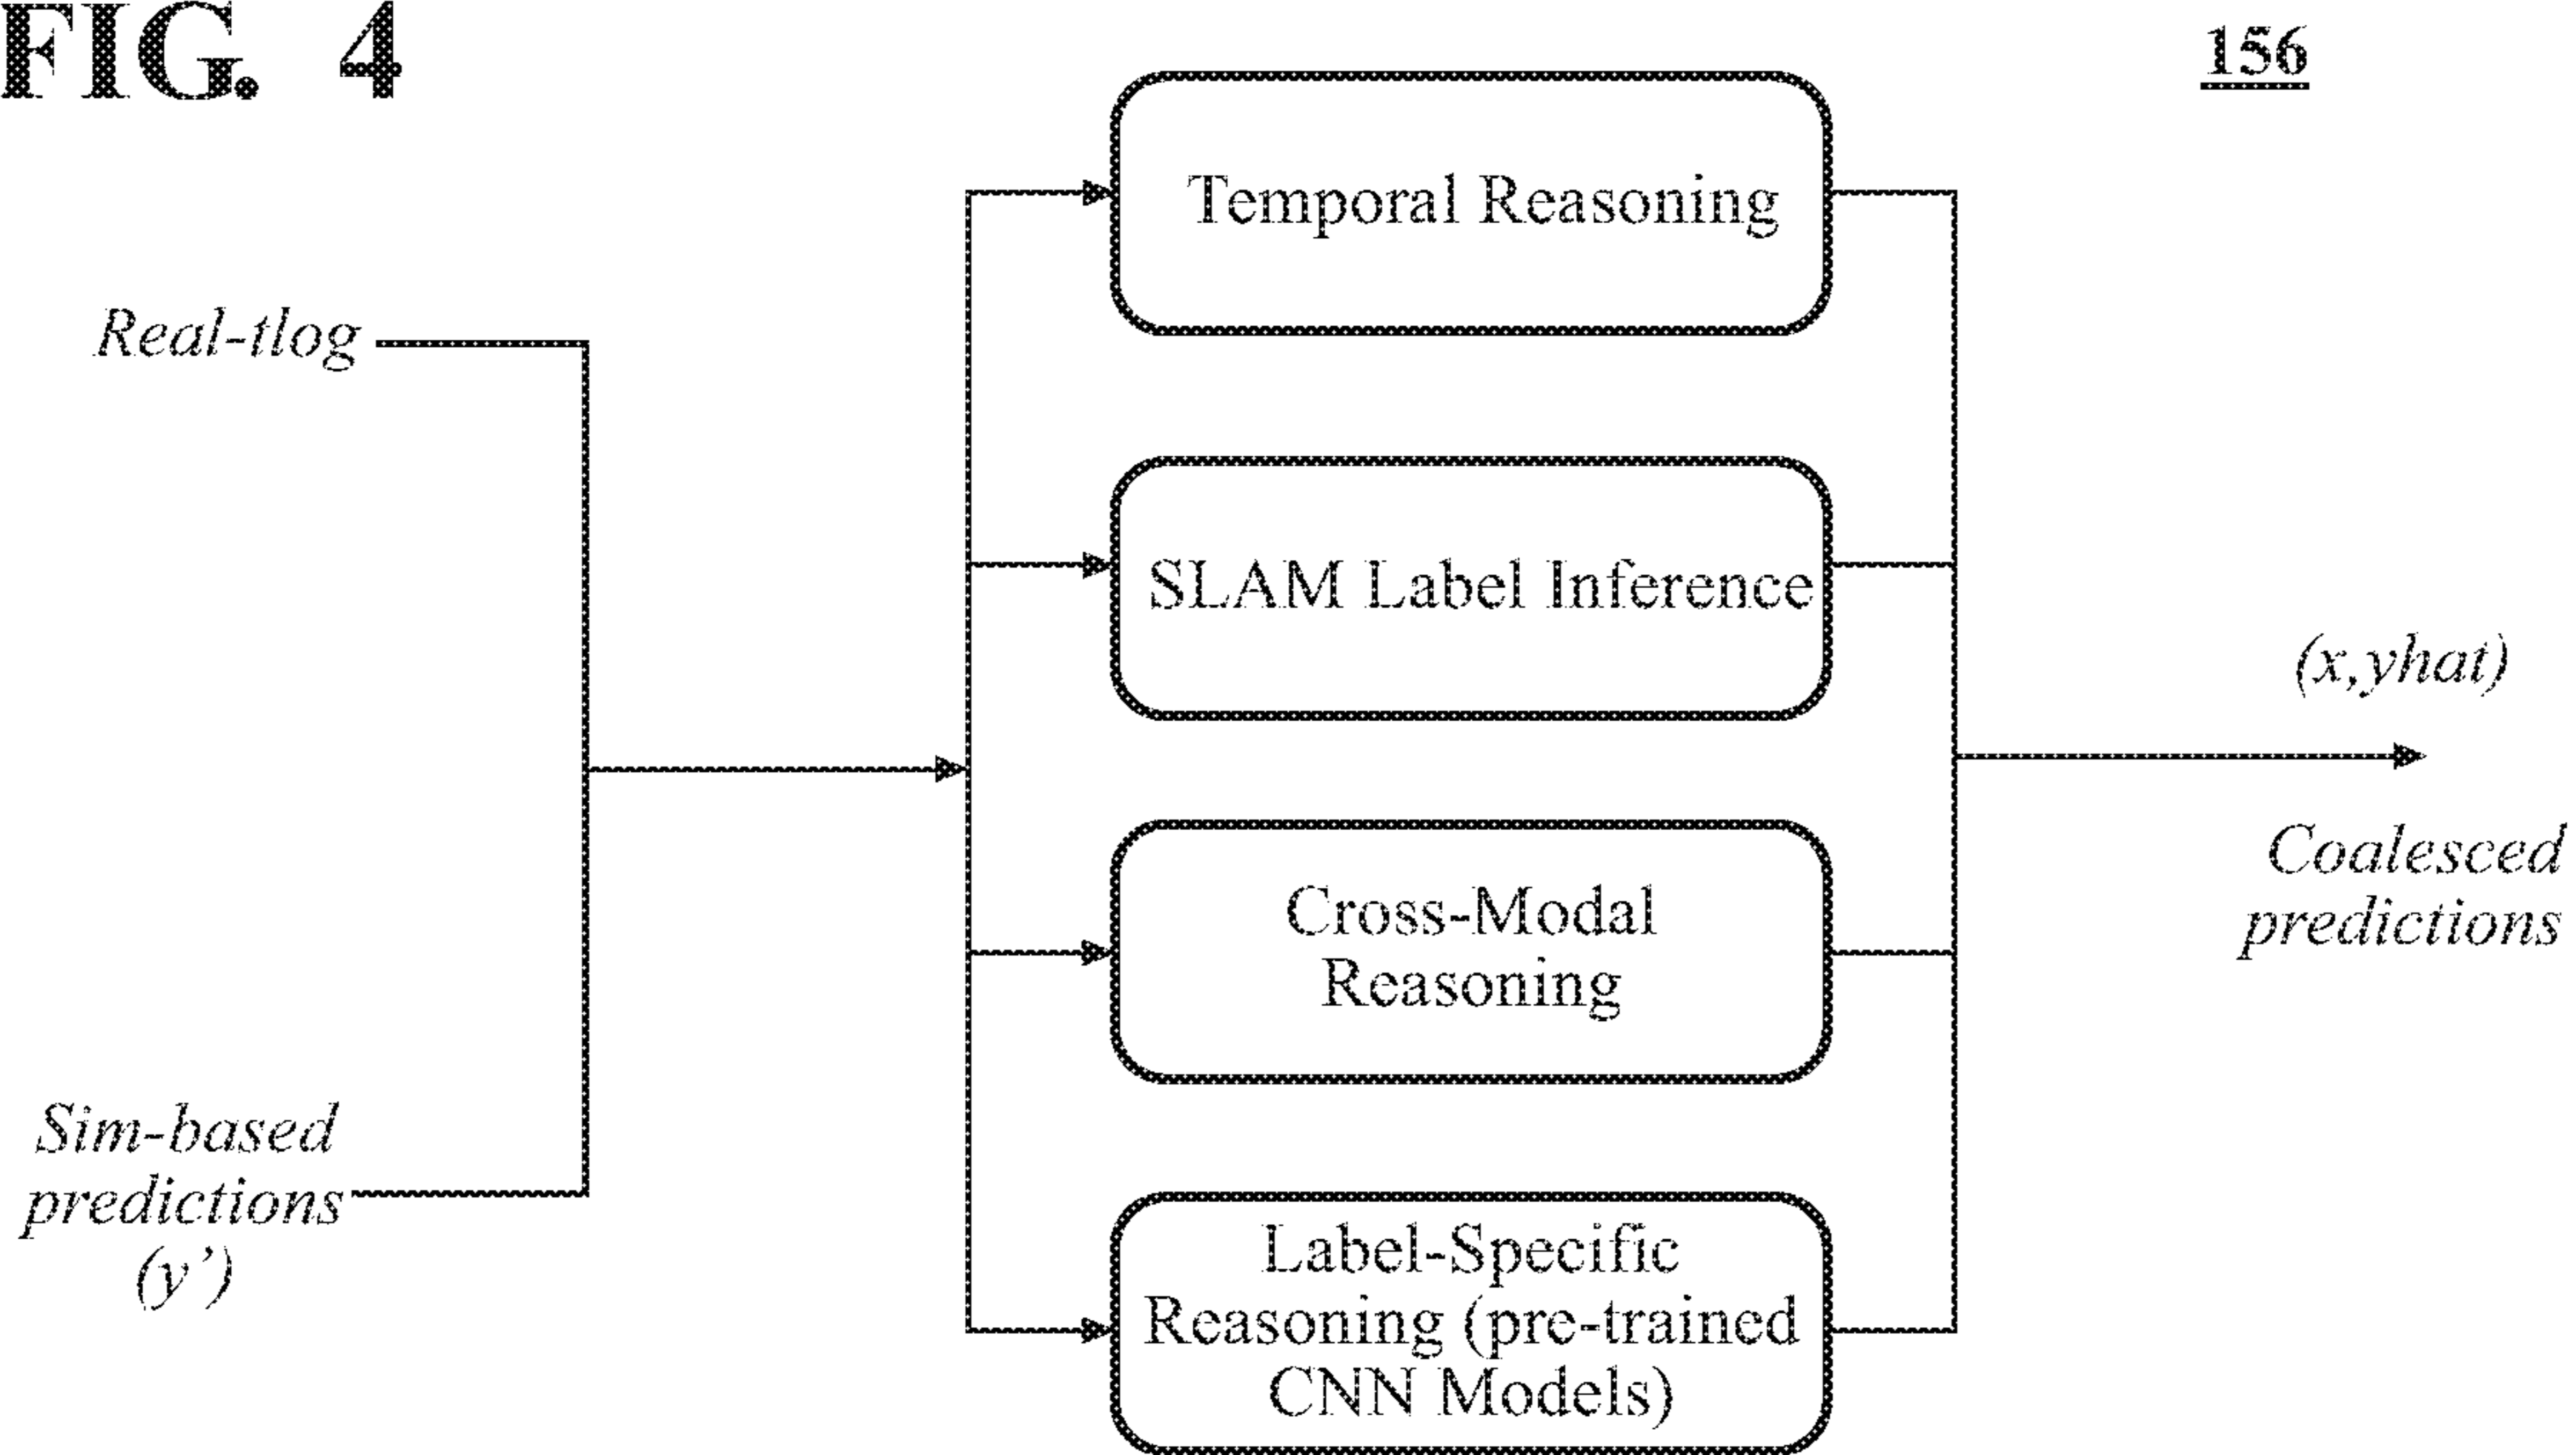 FIG. 4
156
Temporal Reasoning
Real-tlog
SLAM Label Inference
(x,yhat)
Coalesced
predictions
Cross-Modal
Reasoning
Sim-based
predictions
(y’)
Label-Specific
Reasoning (pre-trained
CNN Models)